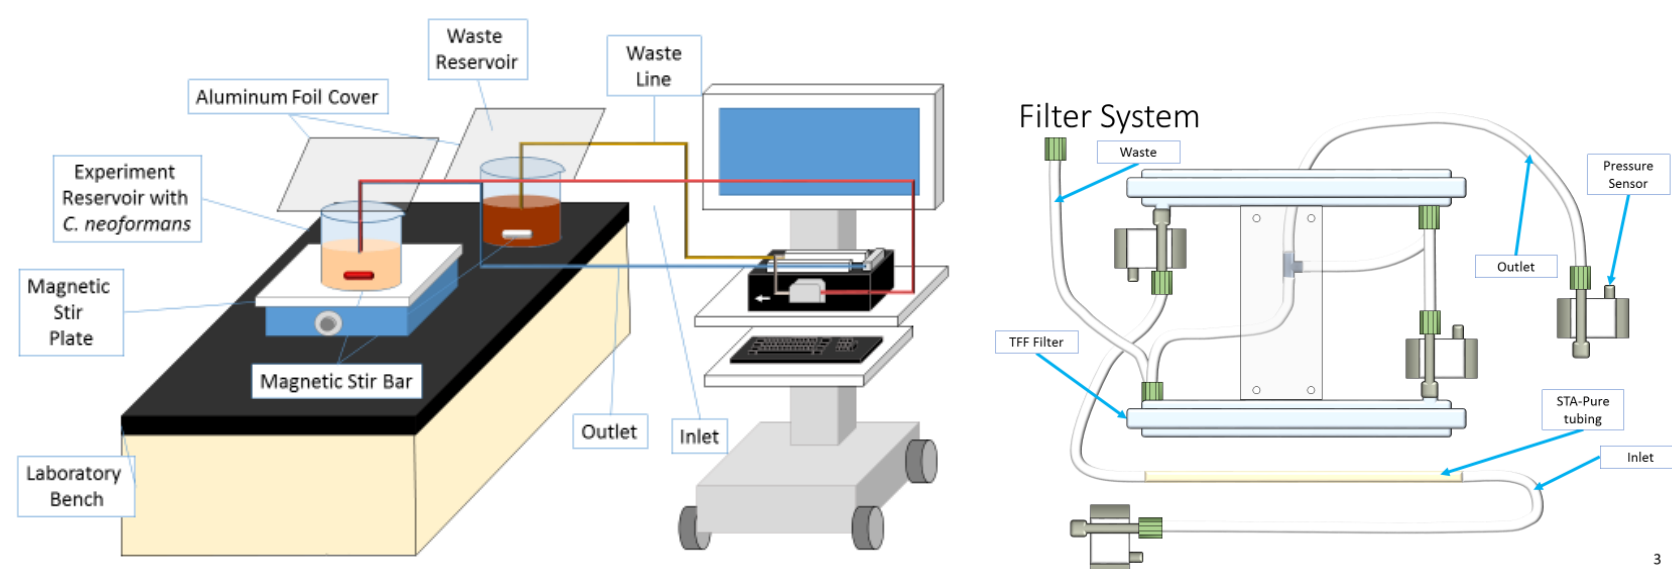 Waste
Reservoir
Waste
Line
Aluminum Foil Cover
Experiment
Reservoir with
C. neoformans
Magnetic
Stir
Plate
Magnetic Stir Bar
Outlet
Inlet
Laboratory
Bench
Filter System
Waste
Pressure
Sensor
Outlet
TFF Filter
STA-Pure
tubing
Inlet
3